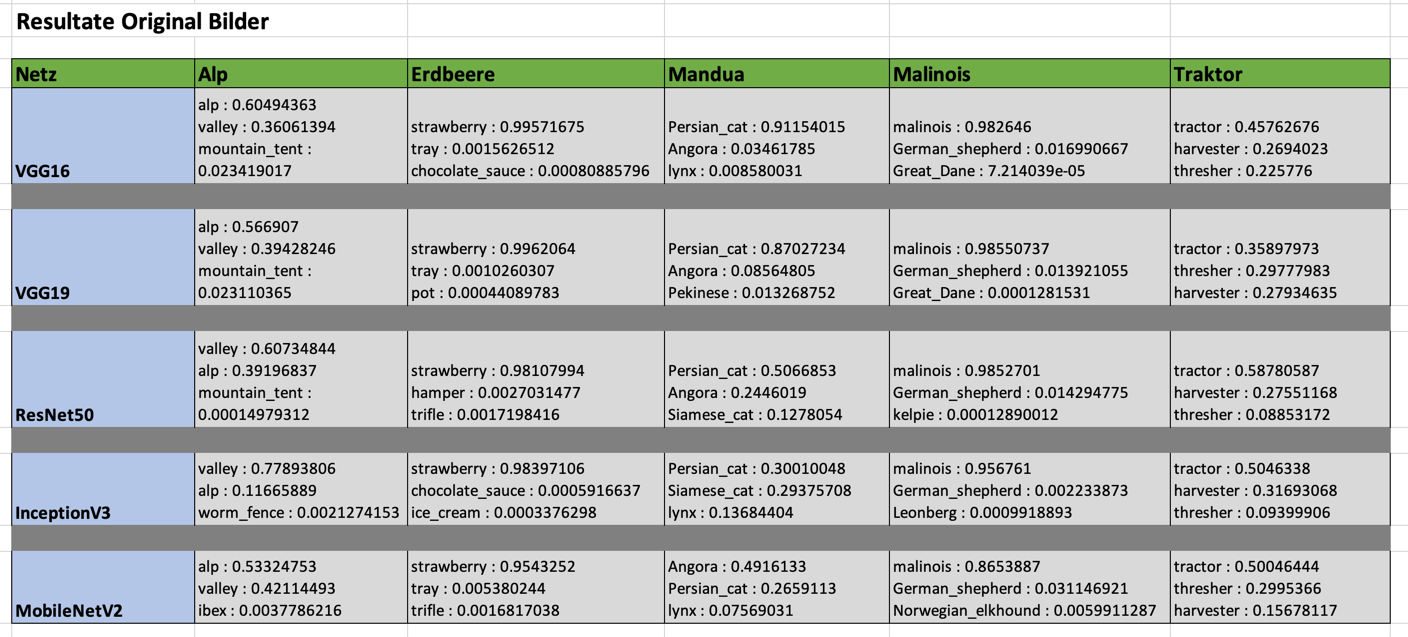 Resultate Original Bilder
Netz Alp Erdbeere Mandua Malinois Traktor
VGG16
alp : 0.60494363
valley : 0.36061394
mountain_tent :
0.023419017
strawberry : 0.99571675
tray : 0.0015626512
chocolate_sauce : 0.00080885796
Persian_cat : 0.91154015
Angora : 0.03461785
lynx : 0.008580031
malinois : 0.982646
German_shepherd : 0.016990667
Great_Dane : 7.214039e-05
tractor : 0.45762676
harvester : 0.2694023
thresher : 0.225776
VGG19
alp : 0.566907
valley : 0.39428246
mountain_tent :
0.023110365
strawberry : 0.9962064
tray : 0.0010260307
pot : 0.00044089783
Persian_cat : 0.87027234
Angora : 0.08564805
Pekinese : 0.013268752
malinois : 0.98550737
German_shepherd : 0.013921055
Great_Dane : 0.0001281531
tractor : 0.35897973
thresher : 0.29777983
harvester : 0.27934635
ResNet50
valley : 0.60734844
alp : 0.39196837
mountain_tent :
0.00014979312
strawberry : 0.98107994
hamper : 0.0027031477
trifle : 0.0017198416
Persian_cat : 0.5066853
Angora : 0.2446019
Siamese_cat : 0.1278054
malinois : 0.9852701
German_shepherd : 0.014294775
kelpie : 0.00012890012
tractor : 0.58780587
harvester : 0.27551168
thresher : 0.08853172
InceptionV3
valley : 0.77893806
alp : 0.11665889
worm_fence : 0.0021274153
strawberry : 0.98397106
chocolate_sauce : 0.0005916637
ice_cream : 0.0003376298
Persian_cat : 0.30010048
Siamese_cat : 0.29375708
lynx : 0.13684404
malinois : 0.956761
German_shepherd : 0.002233873
Leonberg : 0.0009918893
tractor : 0.5046338
harvester : 0.31693068
thresher : 0.09399906
MobileNetV2
alp : 0.53324753
valley : 0.42114493
ibex : 0.0037786216
strawberry : 0.9543252
tray : 0.005380244
trifle : 0.0016817038
Angora : 0.4916133
Persian_cat : 0.2659113
lynx : 0.07569031
malinois : 0.8653887
German_shepherd : 0.031146921
Norwegian_elkhound : 0.0059911287
tractor : 0.50046444
thresher : 0.2995366
harvester : 0.15678117